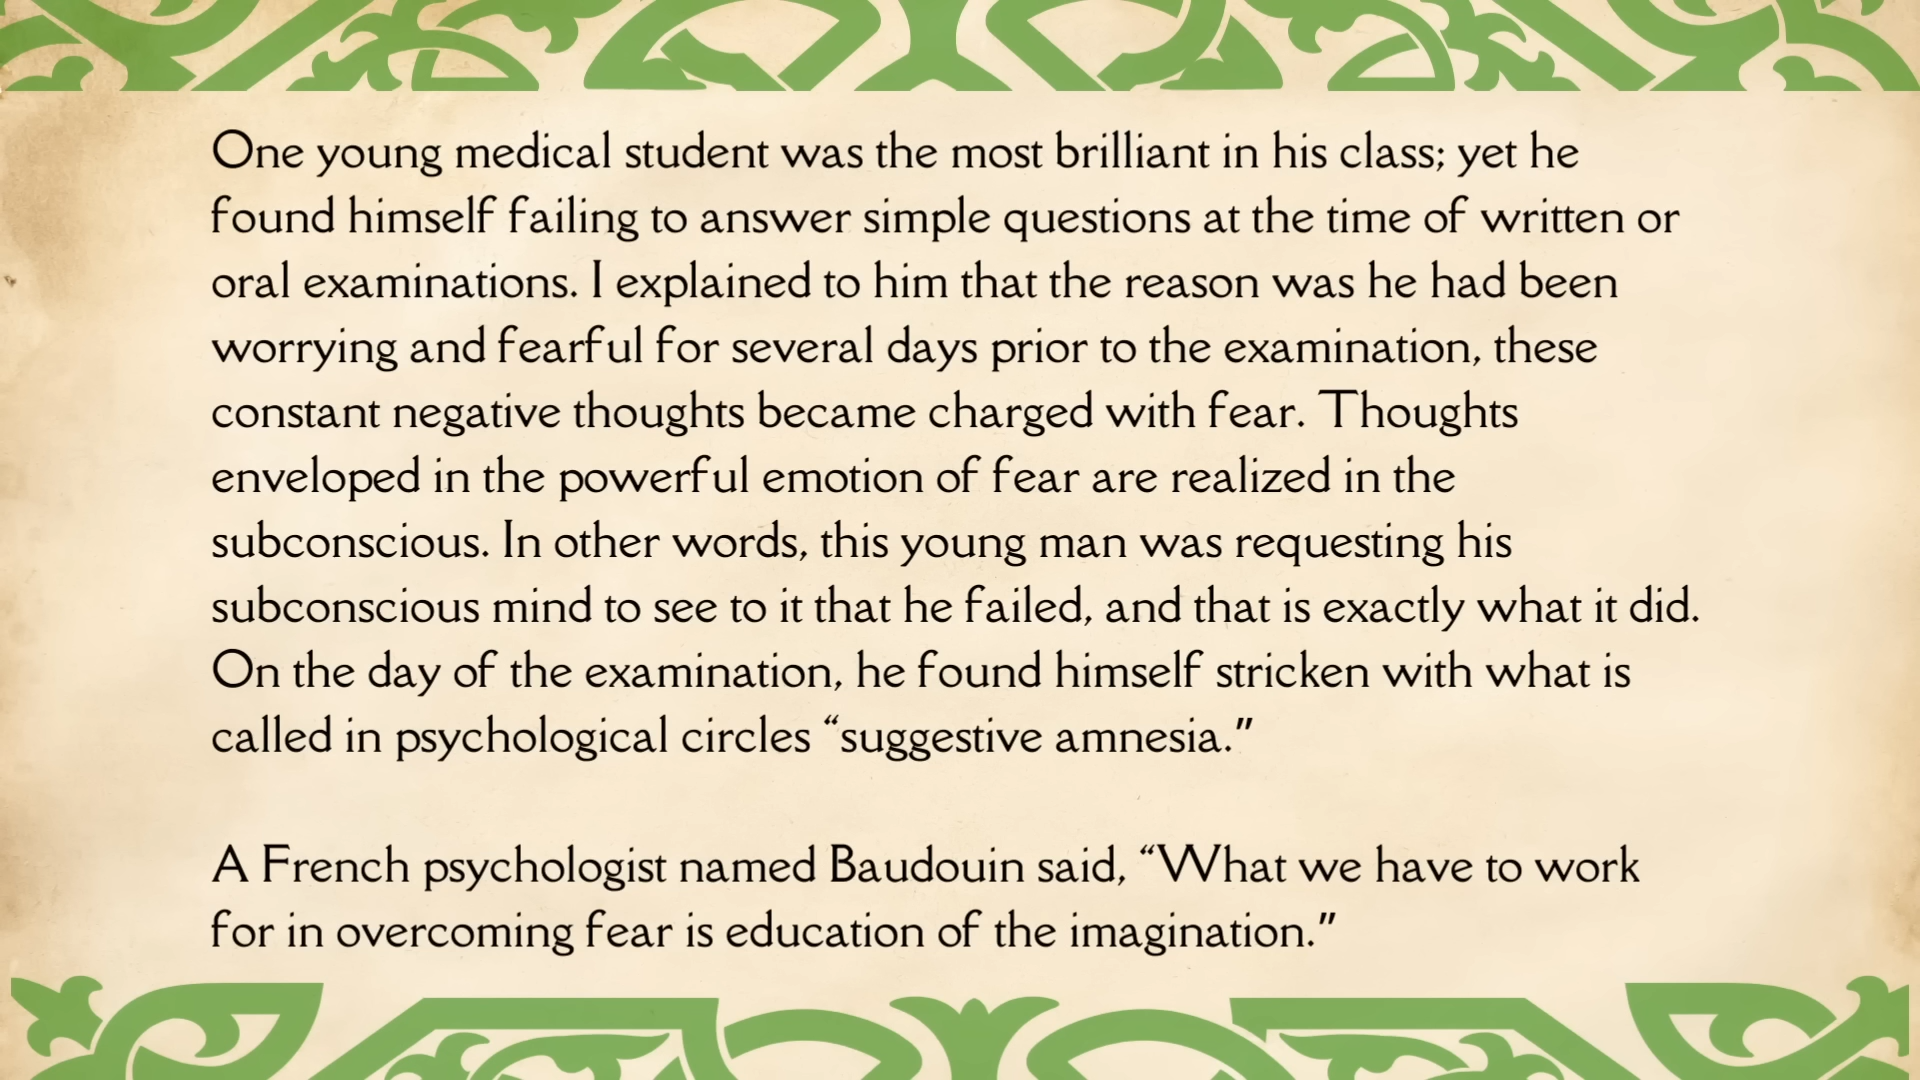 One young medical student was the most brilliant in his class; yet he
found himself failing to answer simple questions at the time of written or
oral examinations. I explained to him that the reason was he had been
worrying and fearful for several days prior to the examination, these
constant negative thoughts became charged with fear. Thoughts
enveloped in the powerful emotion of fear are realized in the
subconscious. In other words, this young man was requesting his
subconscious mind to see to it that he failed, and that is exactly what it did.
On the day of the examination, he found himself stricken with what is
called in psychological circles “suggestive amnesia.”
A French psychologist named Baudouin said, “What we have to work
for in overcoming fear is education of the imagination.”